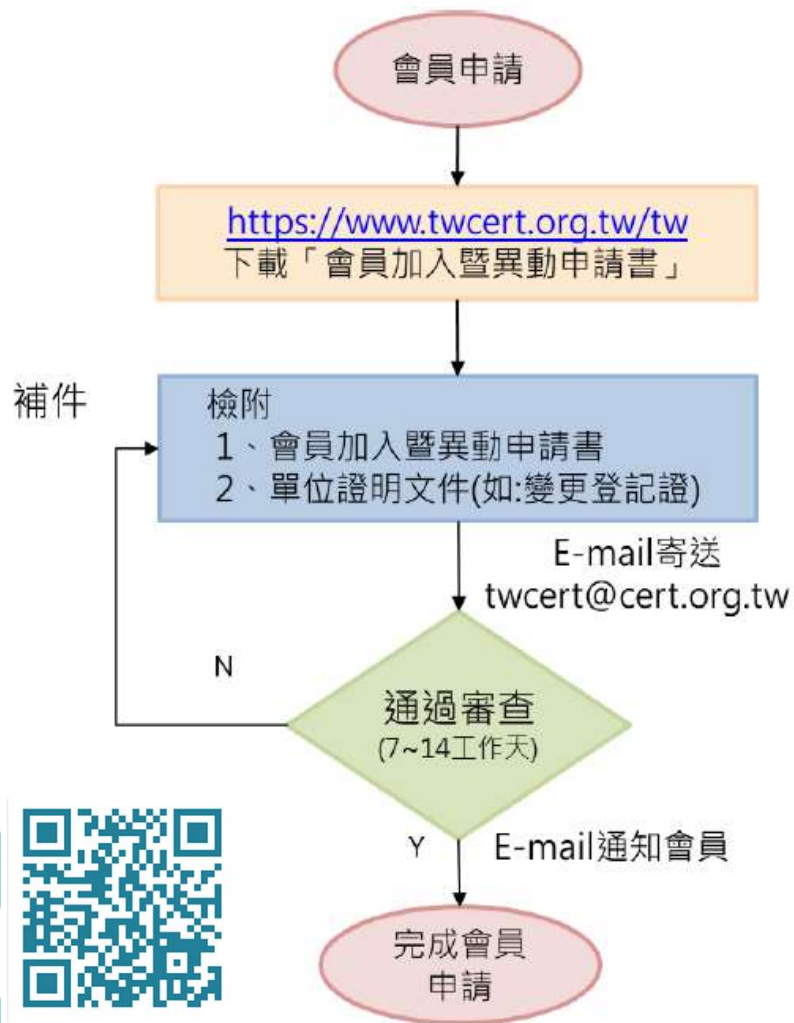 會員申請
https://www.twcert.org.tw/tw
下載「會員加入暨異動申請書」
補件
檢附
1、會員加入暨異動申請書
2、單位證明文件(如:變更登記證)
E-mail寄送
twcert@cert.org.tw
N
通過審查
(7~14工作天)
Y
E-mail通知會員
完成會員
申請